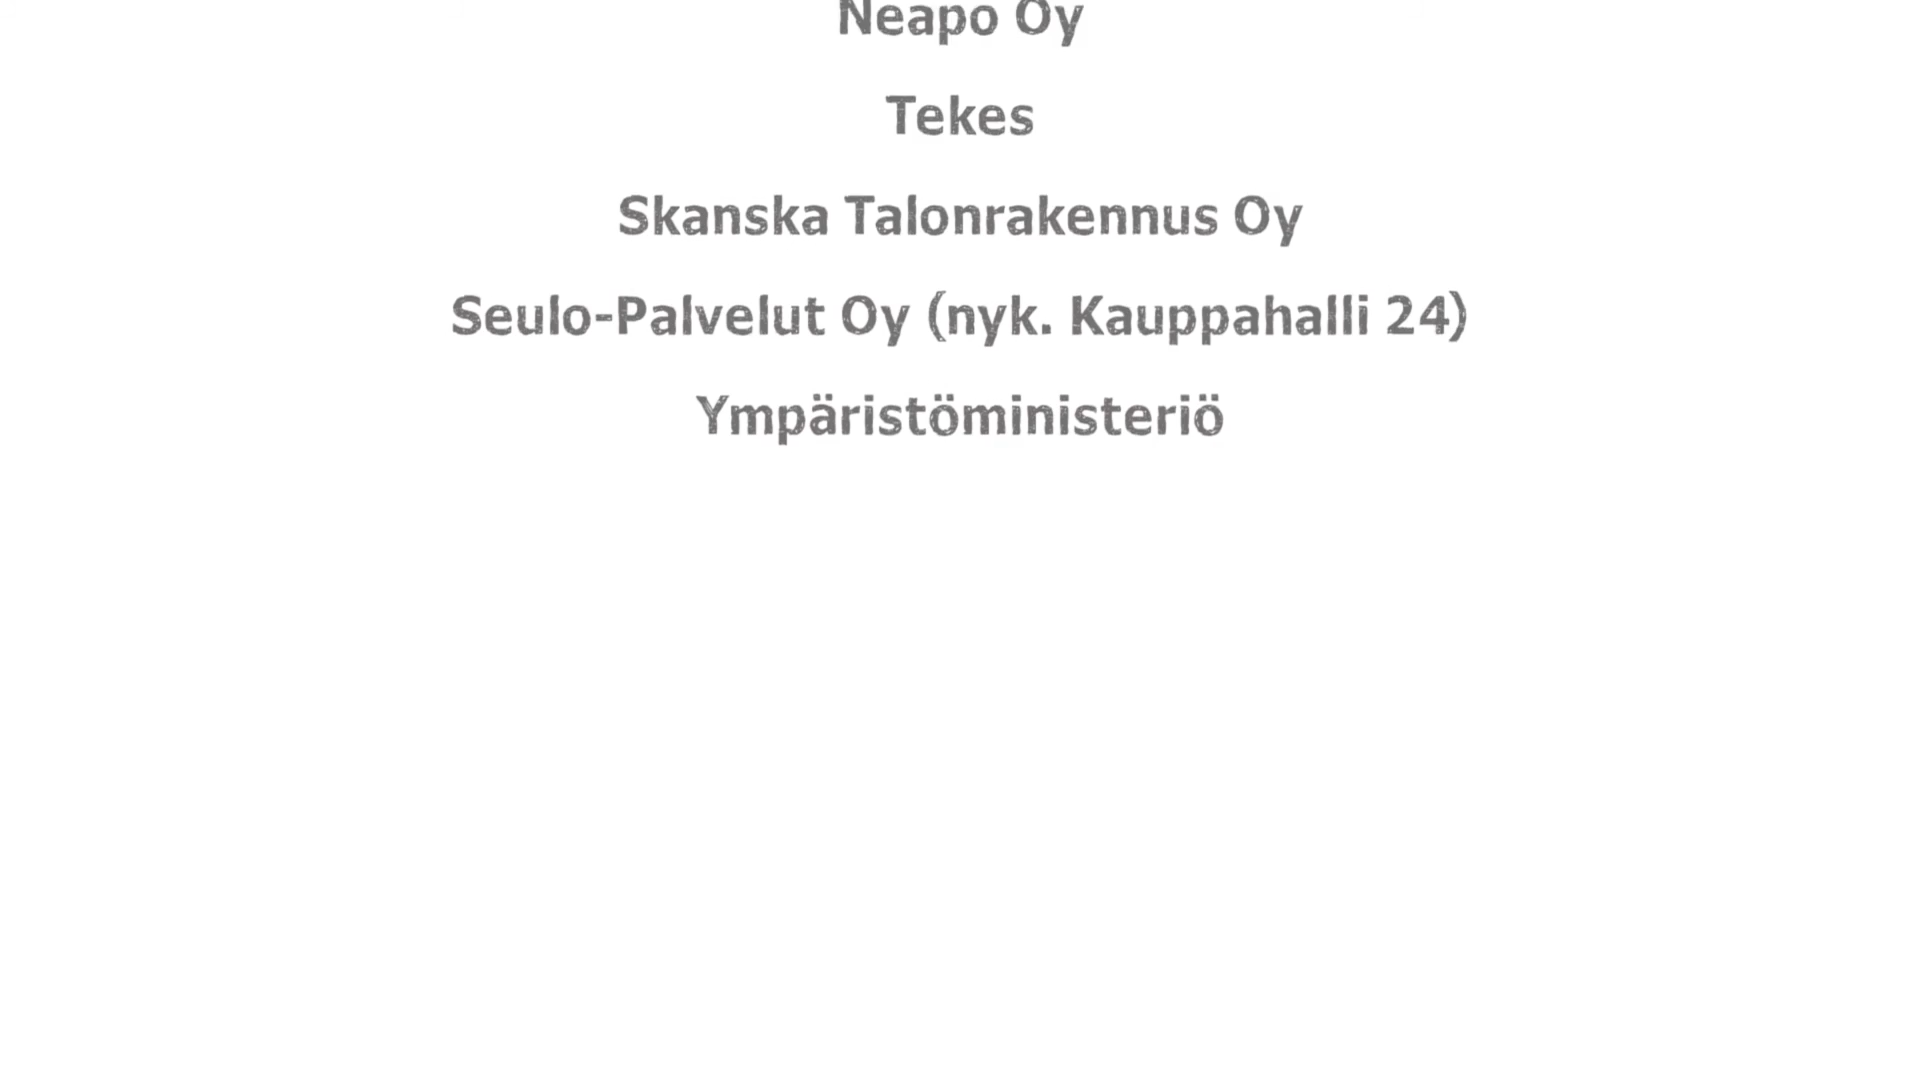 Neapo Oy
Tekes
Skanska Talonrakennus Oy
Seulo-Palvelut Oy (nyk. Kauppahalli 24)
Ympäristöministeriö